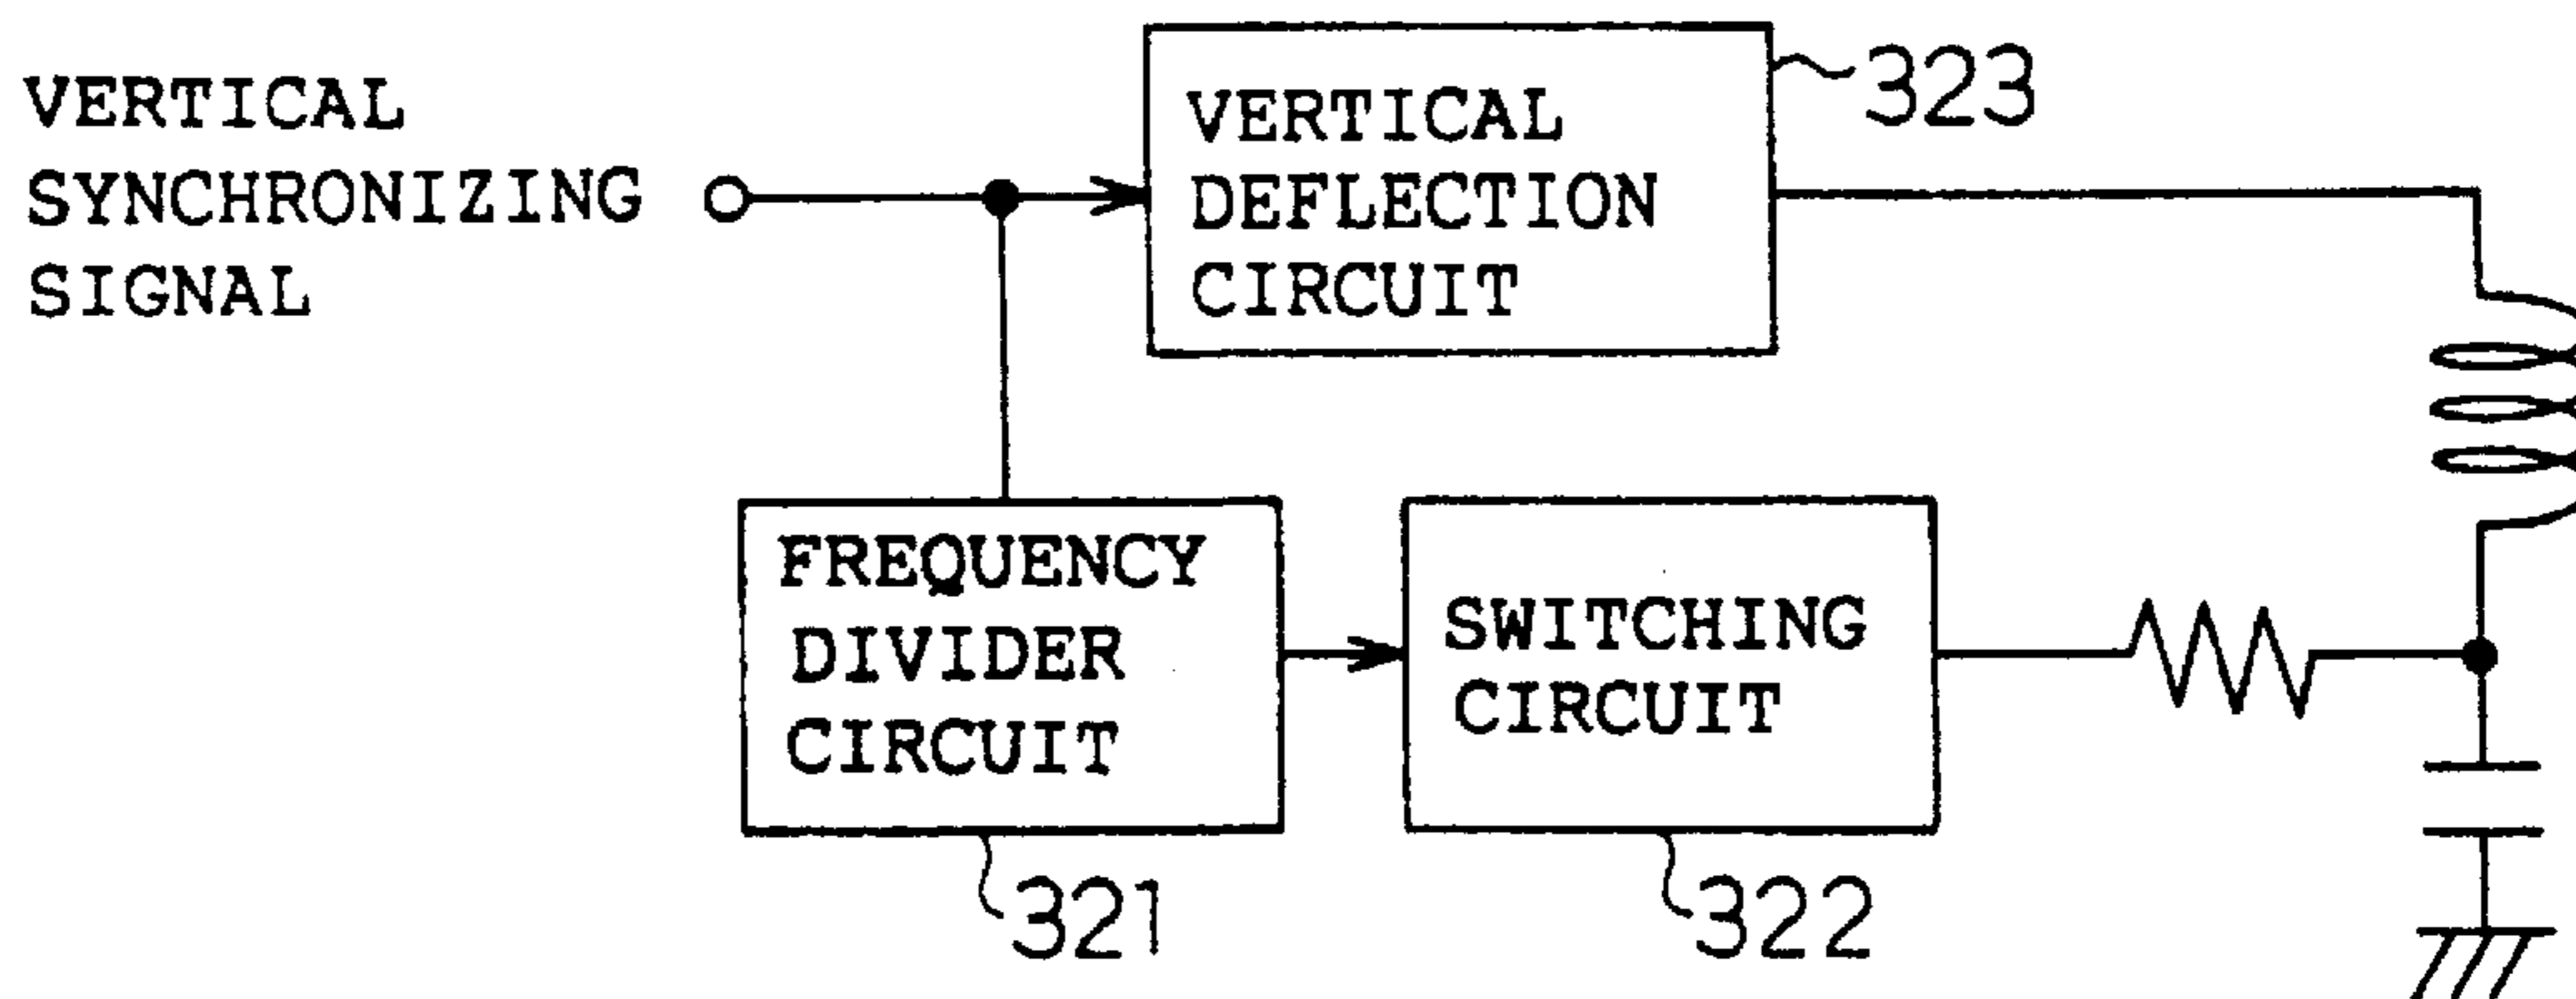 VERTICAL
SYNCHRONIZING
SIGNAL
VERTICAL
DEFLECTION
CIRCUIT
323
FREQUENCY
DIVIDER
CIRCUIT
321
SWITCHING
CIRCUIT
322